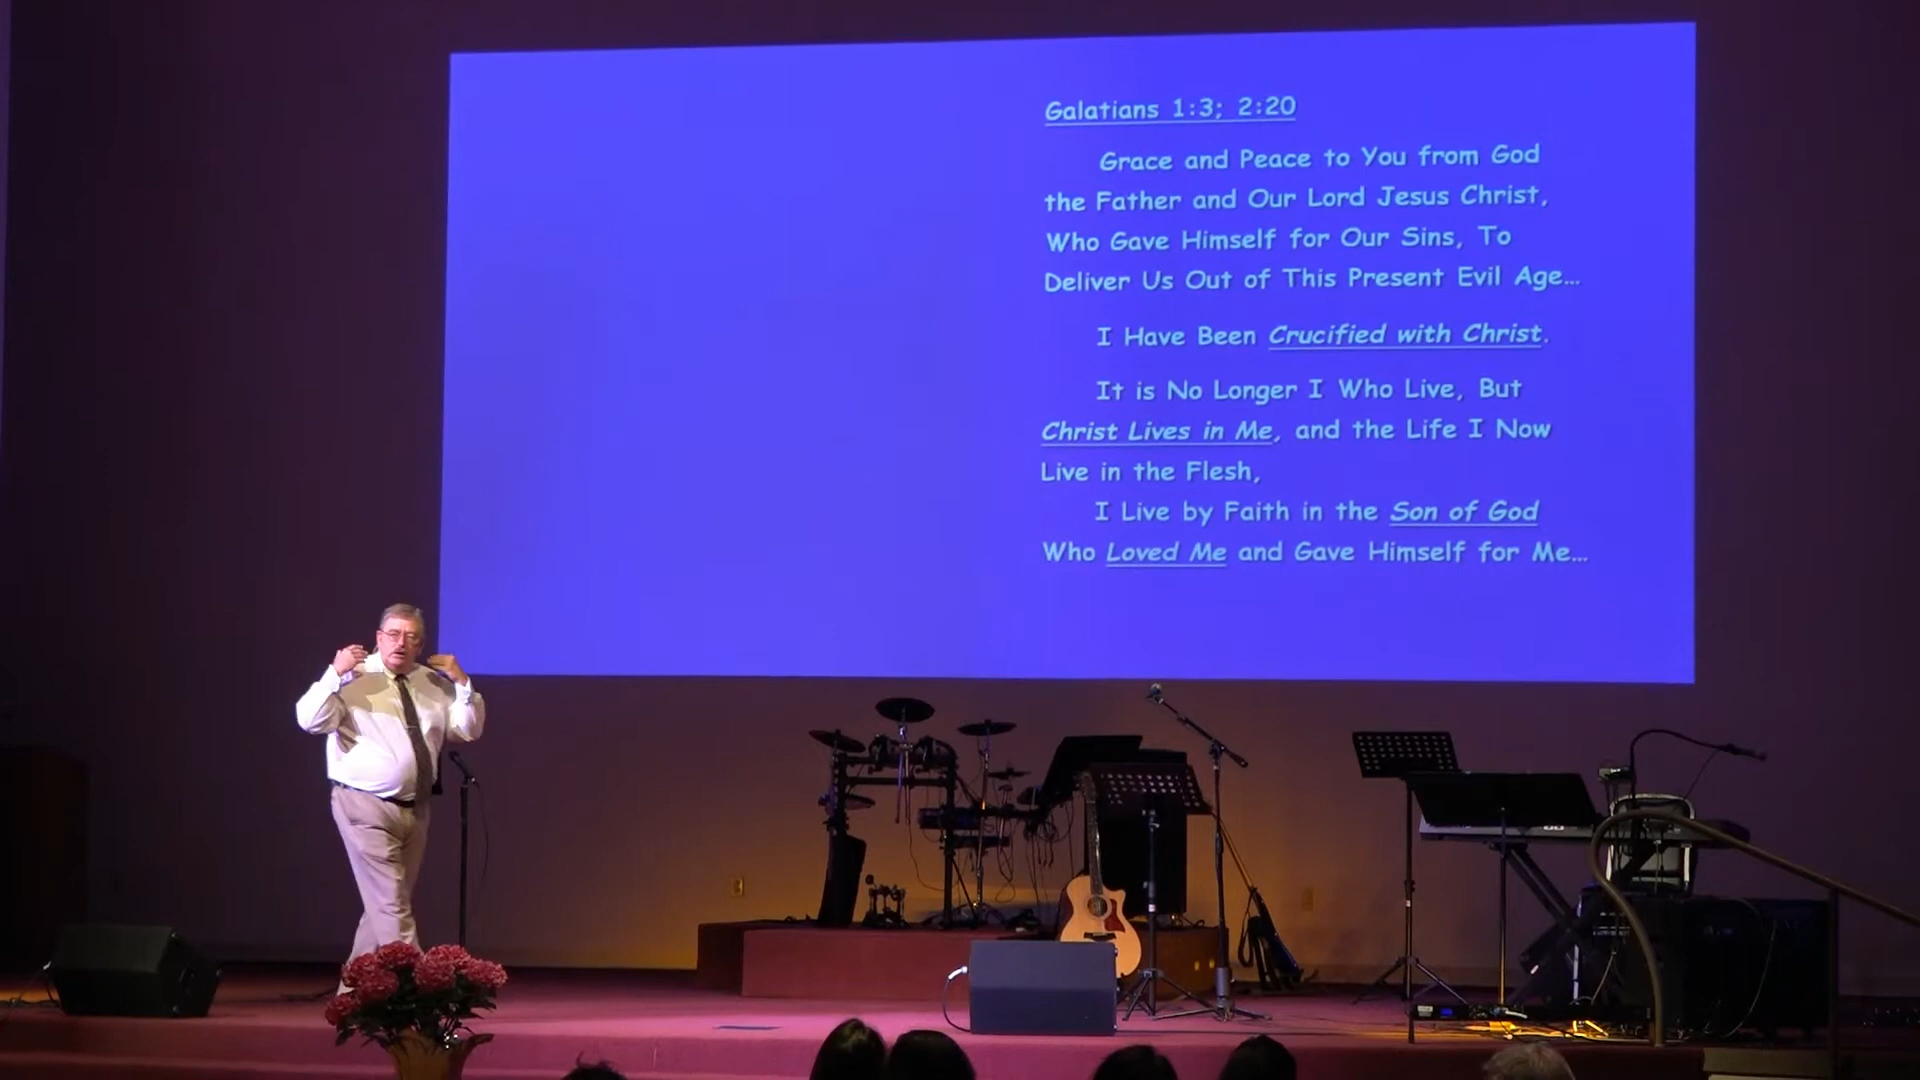 Galatians 1:3; 2:20
Grace and Peace to You from God
the Father and Our Lord Jesus Christ,
Who Gave Himself for Our Sins, To
Deliver Us Out of This Present Evil Age...
I Have Been Crucified with Christ.
It is No Longer I Who Live, But
Christ Lives in Me, and the Life I Now
Live in the Flesh,
I Live by Faith in the Son of God
Who Loved Me and Gave Himself for Me...